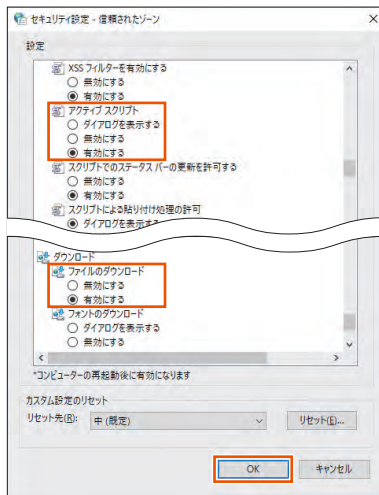 セキュリティ設定 - 信頼されたゾーン
設定
XSS フィルターを有効にする
無効にする
有効にする
アクティブ スクリプト
ダイアログを表示する
無効にする
有効にする
スクリプトでのステータス バーの更新を許可する
無効にする
有効にする
スクリプトによる貼り付け処理の許可
ダイアログを表示する
ダウンロード
ファイルのダウンロード
無効にする
有効にする
フォントのダウンロード
ダイアログを表示する
無効にする
*コンピューターの再起動後に有効になります
カスタム設定のリセット
リセット先(R):
中 (既定)
リセット(E)...
OK
キャンセル